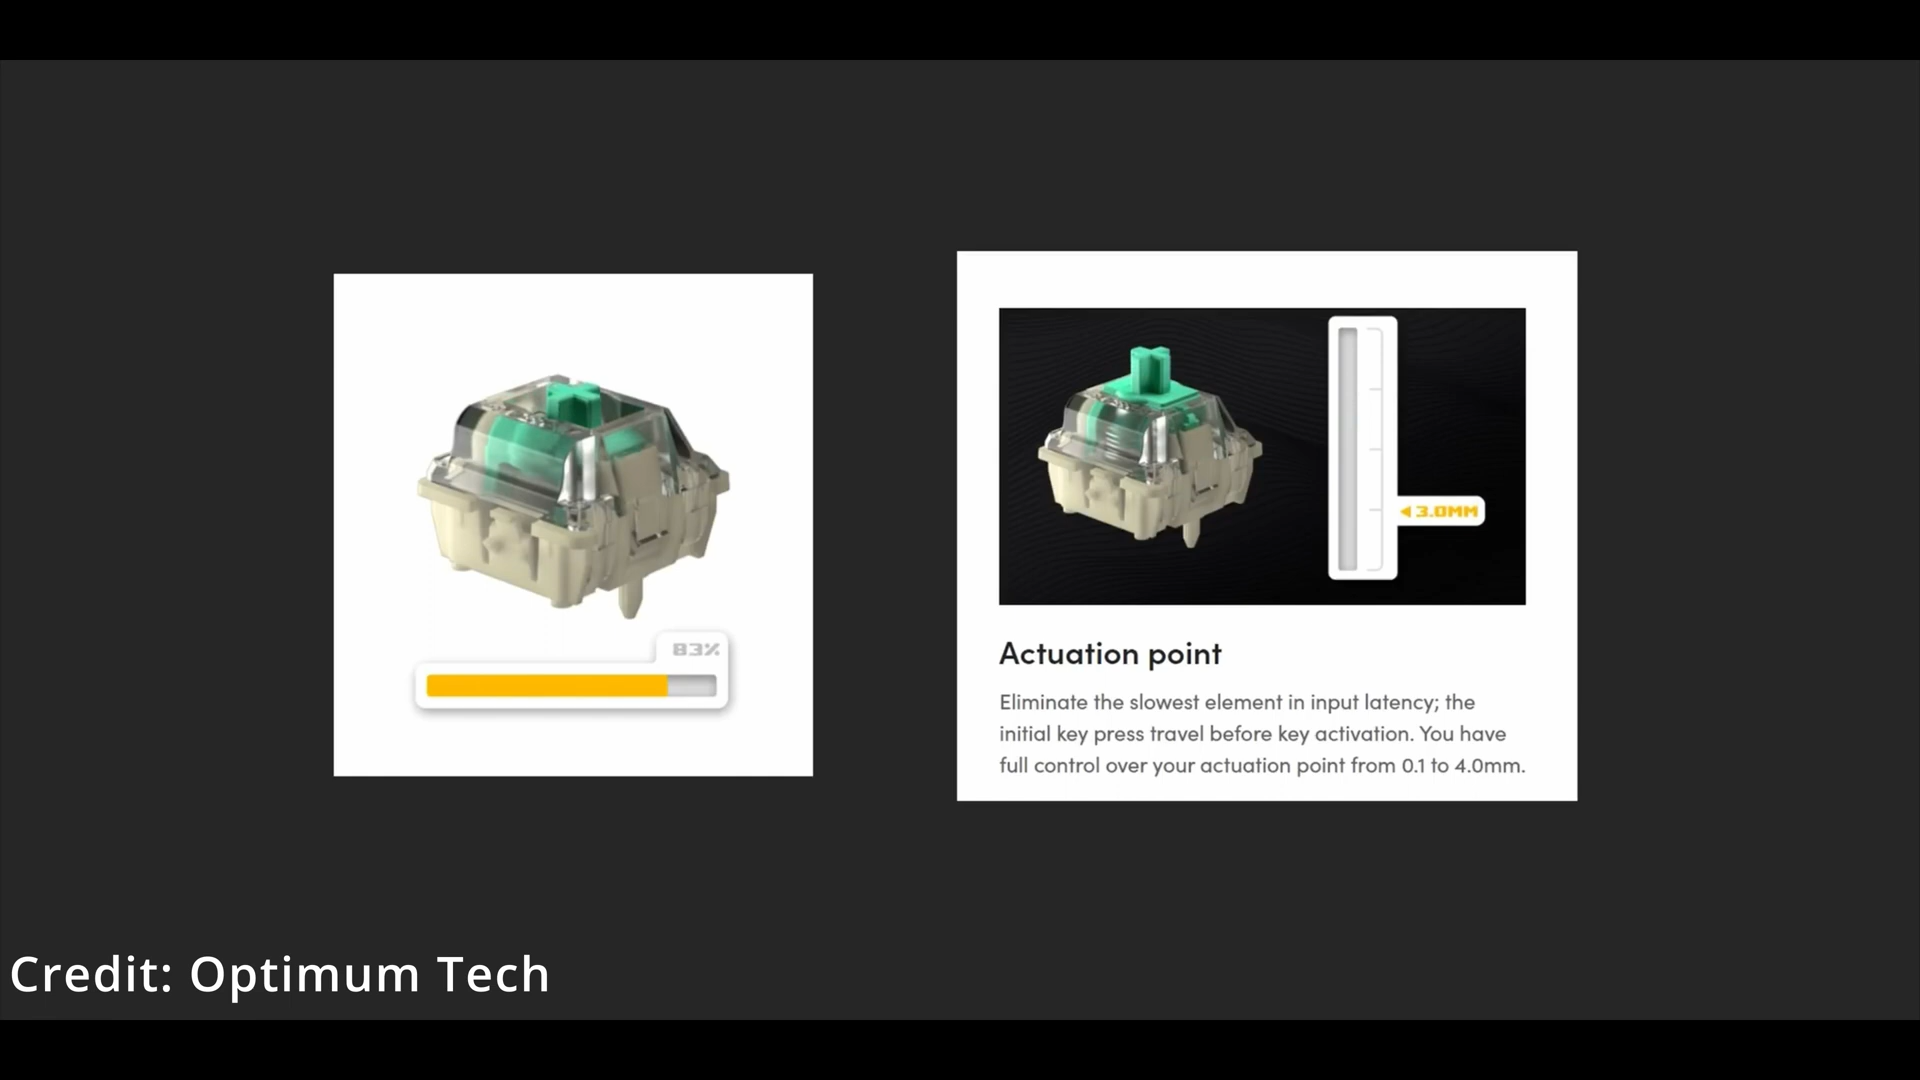 83%
◀ 3.0MM
Actuation point
Eliminate the slowest element in input latency; the
initial key press travel before key activation. You have
full control over your actuation point from 0.1 to 4.0mm.
Credit: Optimum Tech